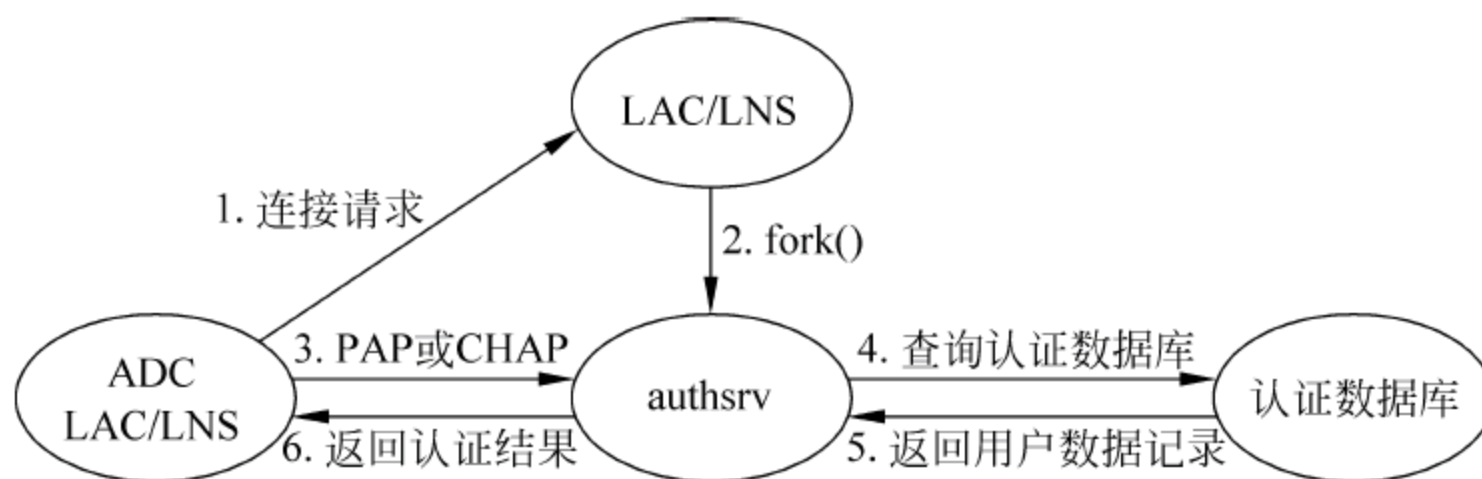 LAC/LNS
1. 连接请求
2. fork()
3. PAP或CHAP
4. 查询认证数据库
ADC
LAC/LNS
authsrv
认证数据库
6. 返回认证结果
5. 返回用户数据记录